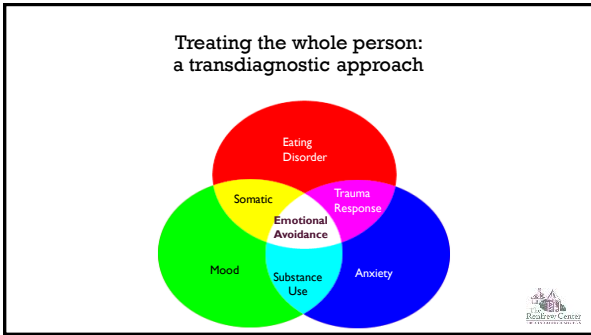 Treating the whole person:
a transdiagnostic approach
Eating
Disorder
Somatic
Trauma
Response
Emotional
Avoidance
Mood
Substance
Use
Anxiety
The
Renfrew Center